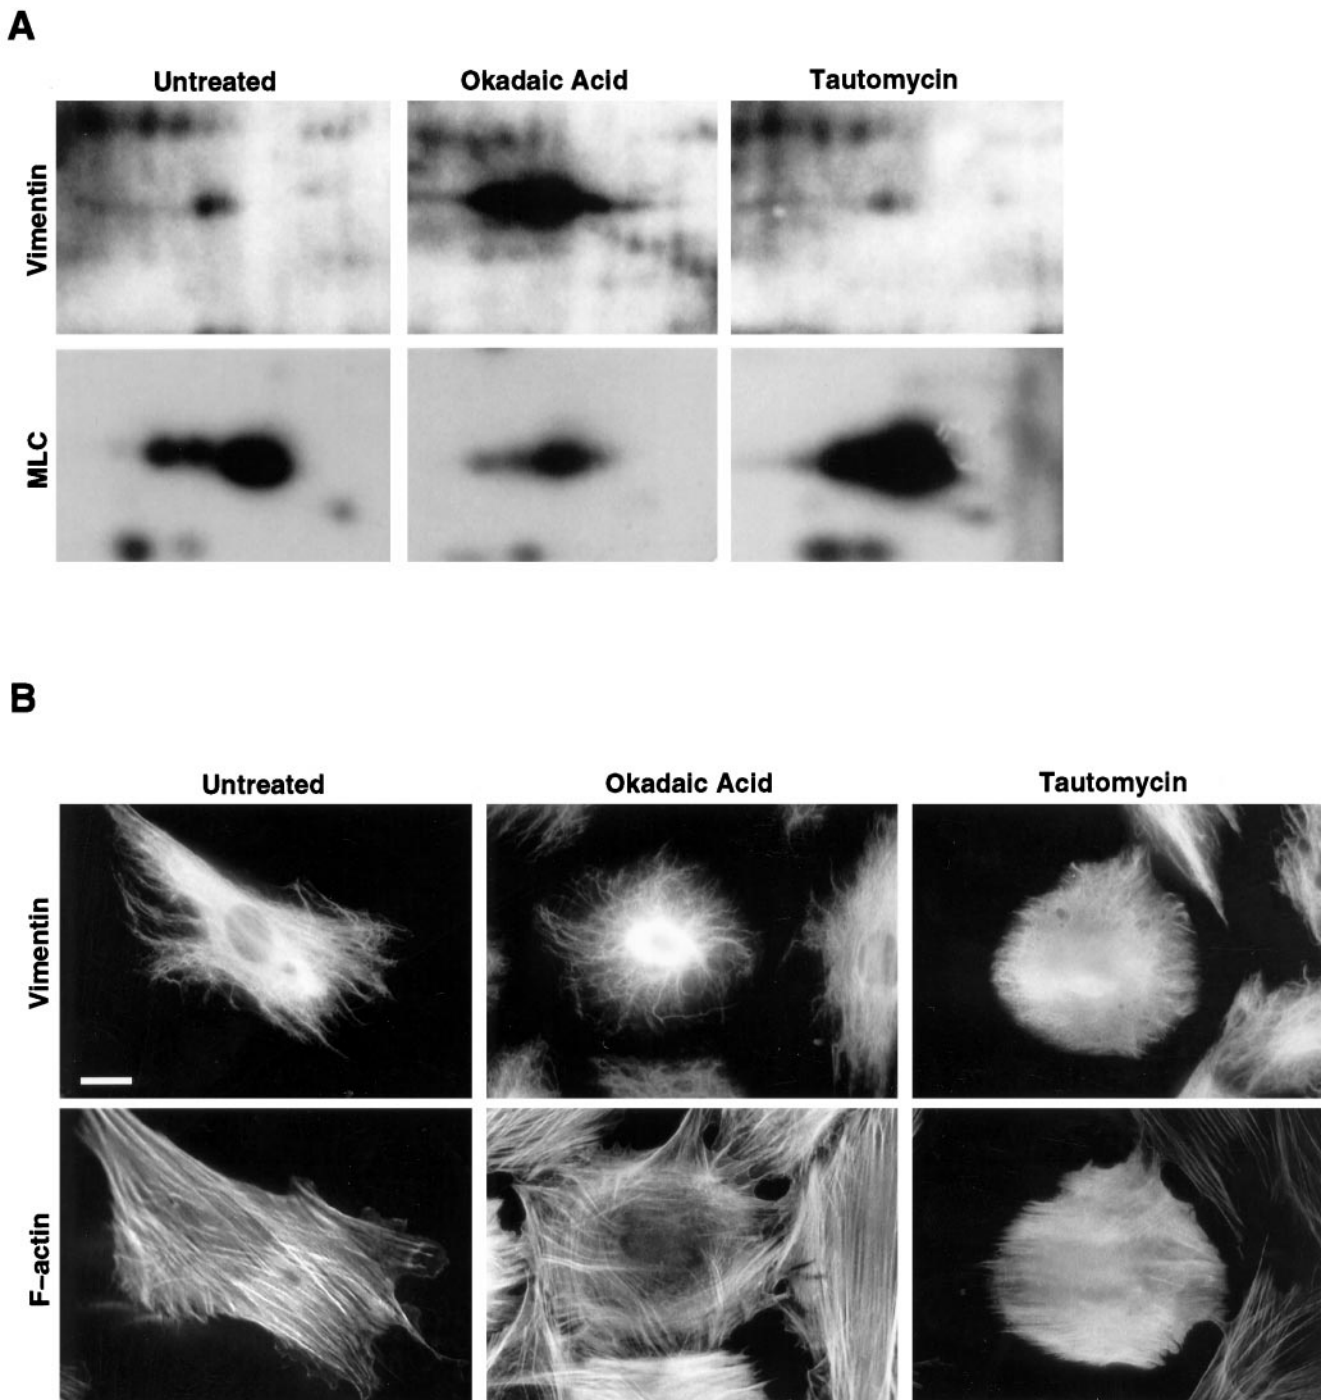 A
Untreated Okadaic Acid Tautomycin
Vimentin
MLC
B
Untreated Okadaic Acid Tautomycin
Vimentin
F-actin